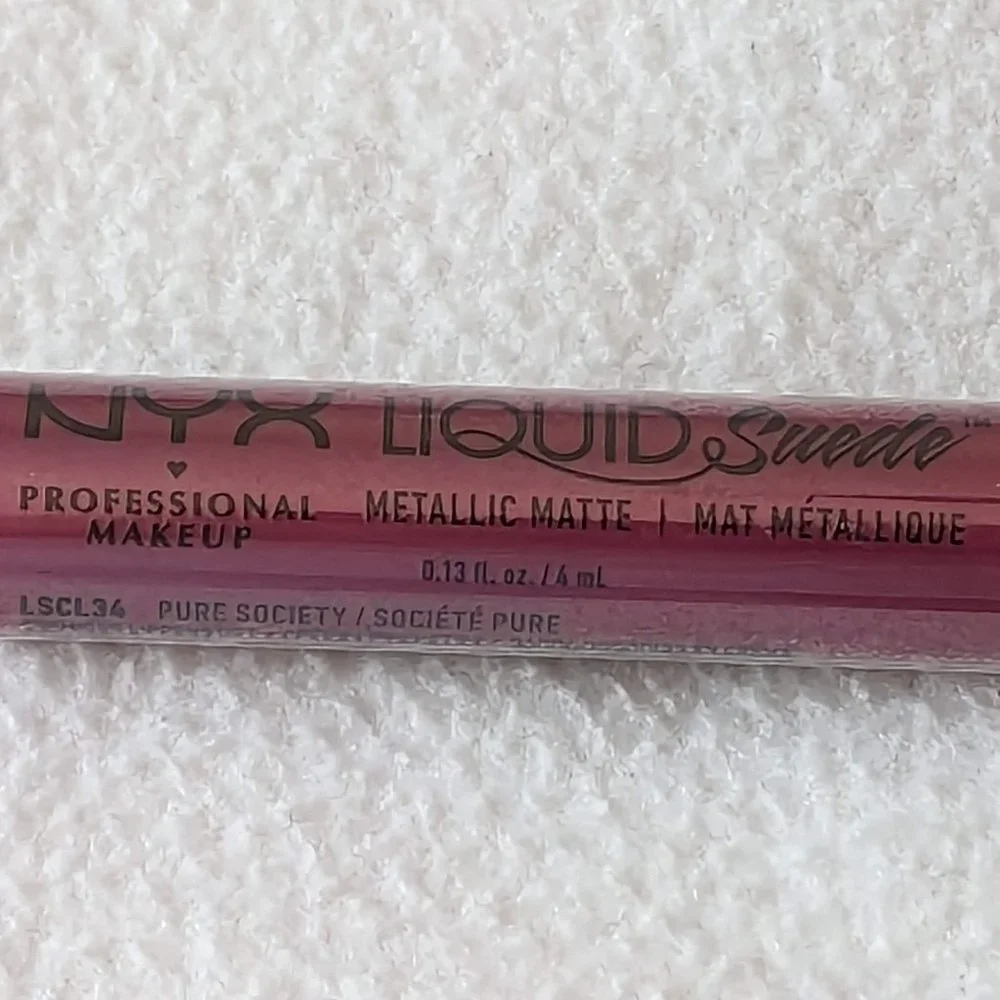 NYX LIQUID Suede™
PROFESSIONAL MAKEUP
METALLIC MATTE | MAT MÉTALLIQUE
0.13 fl. oz. / 4 mL
LSCL34 PURE SOCIETY / SOCIÉTÉ PURE